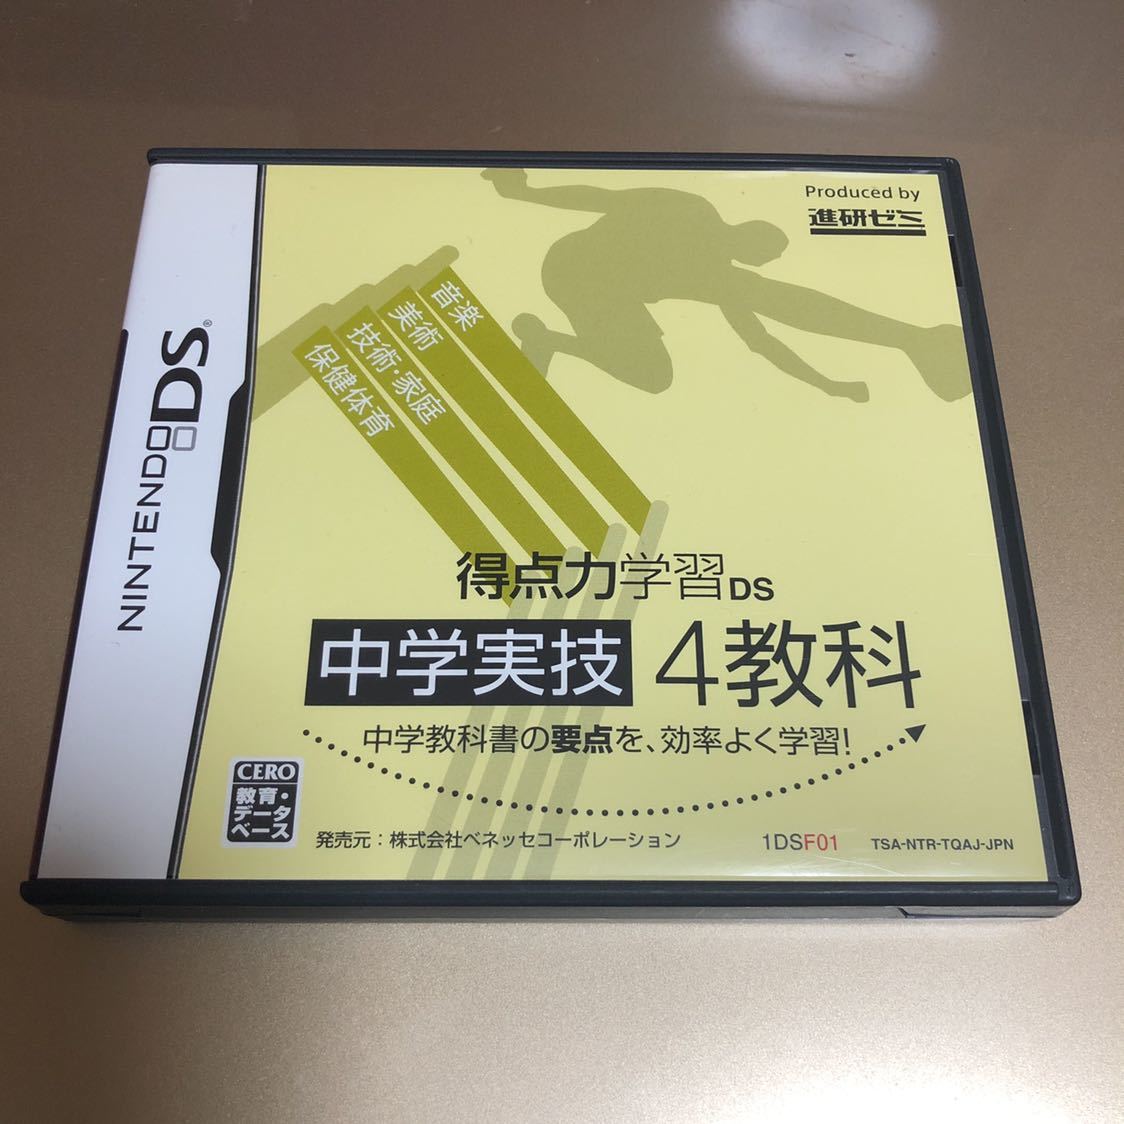 NINTENDO DS®
Produced by
進研ゼミ
音楽
美術
技術・家庭
保健体育
得点力学習DS
中学実技 4教科
中学教科書の要点を、効率よく学習!
CERO
教育・
データ
ベース
発売元：株式会社ベネッセコーポレーション
1DSF01
TSA-NTR-TQAJ-JPN